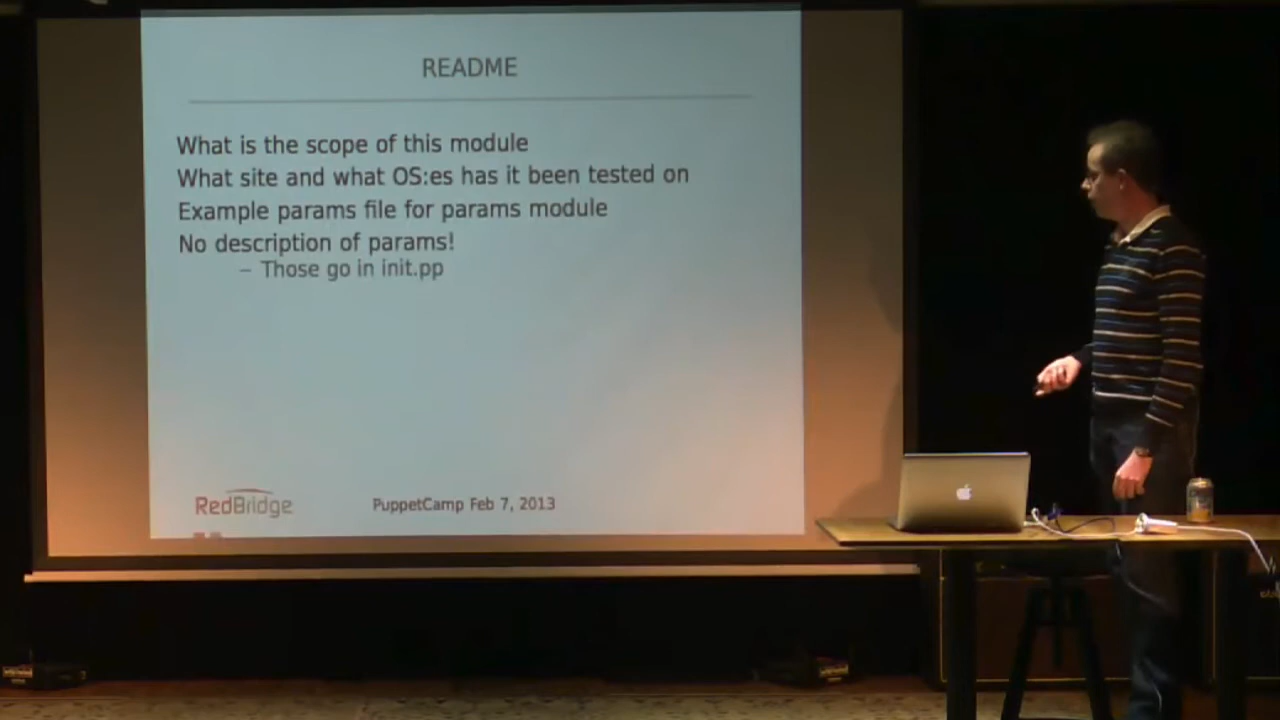 README
What is the scope of this module
What site and what OS:es has it been tested on
Example params file for params module
No description of params!
– Those go in init.pp
RedBridge
PuppetCamp Feb 7, 2013